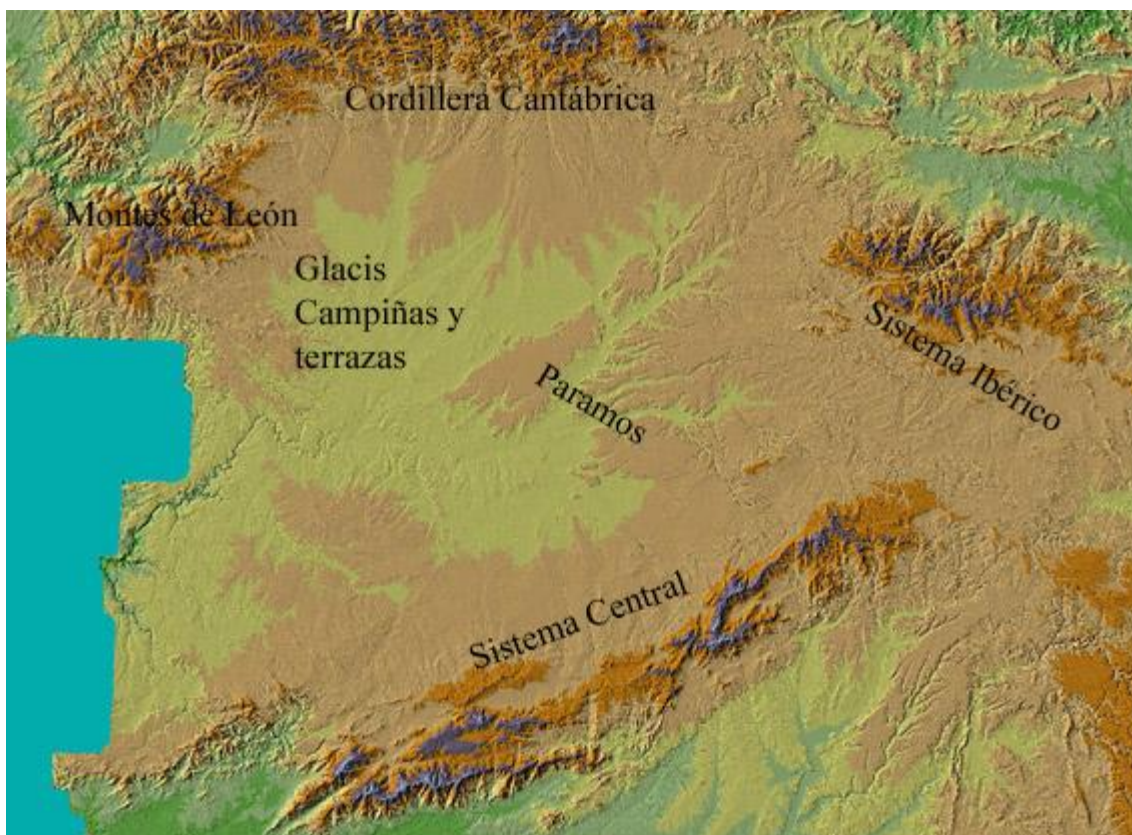 Cordillera Cantábrica
Montes de León
Glacis
Campiñas y
terrazas
Sistema Ibérico
Paramos
Sistema Central